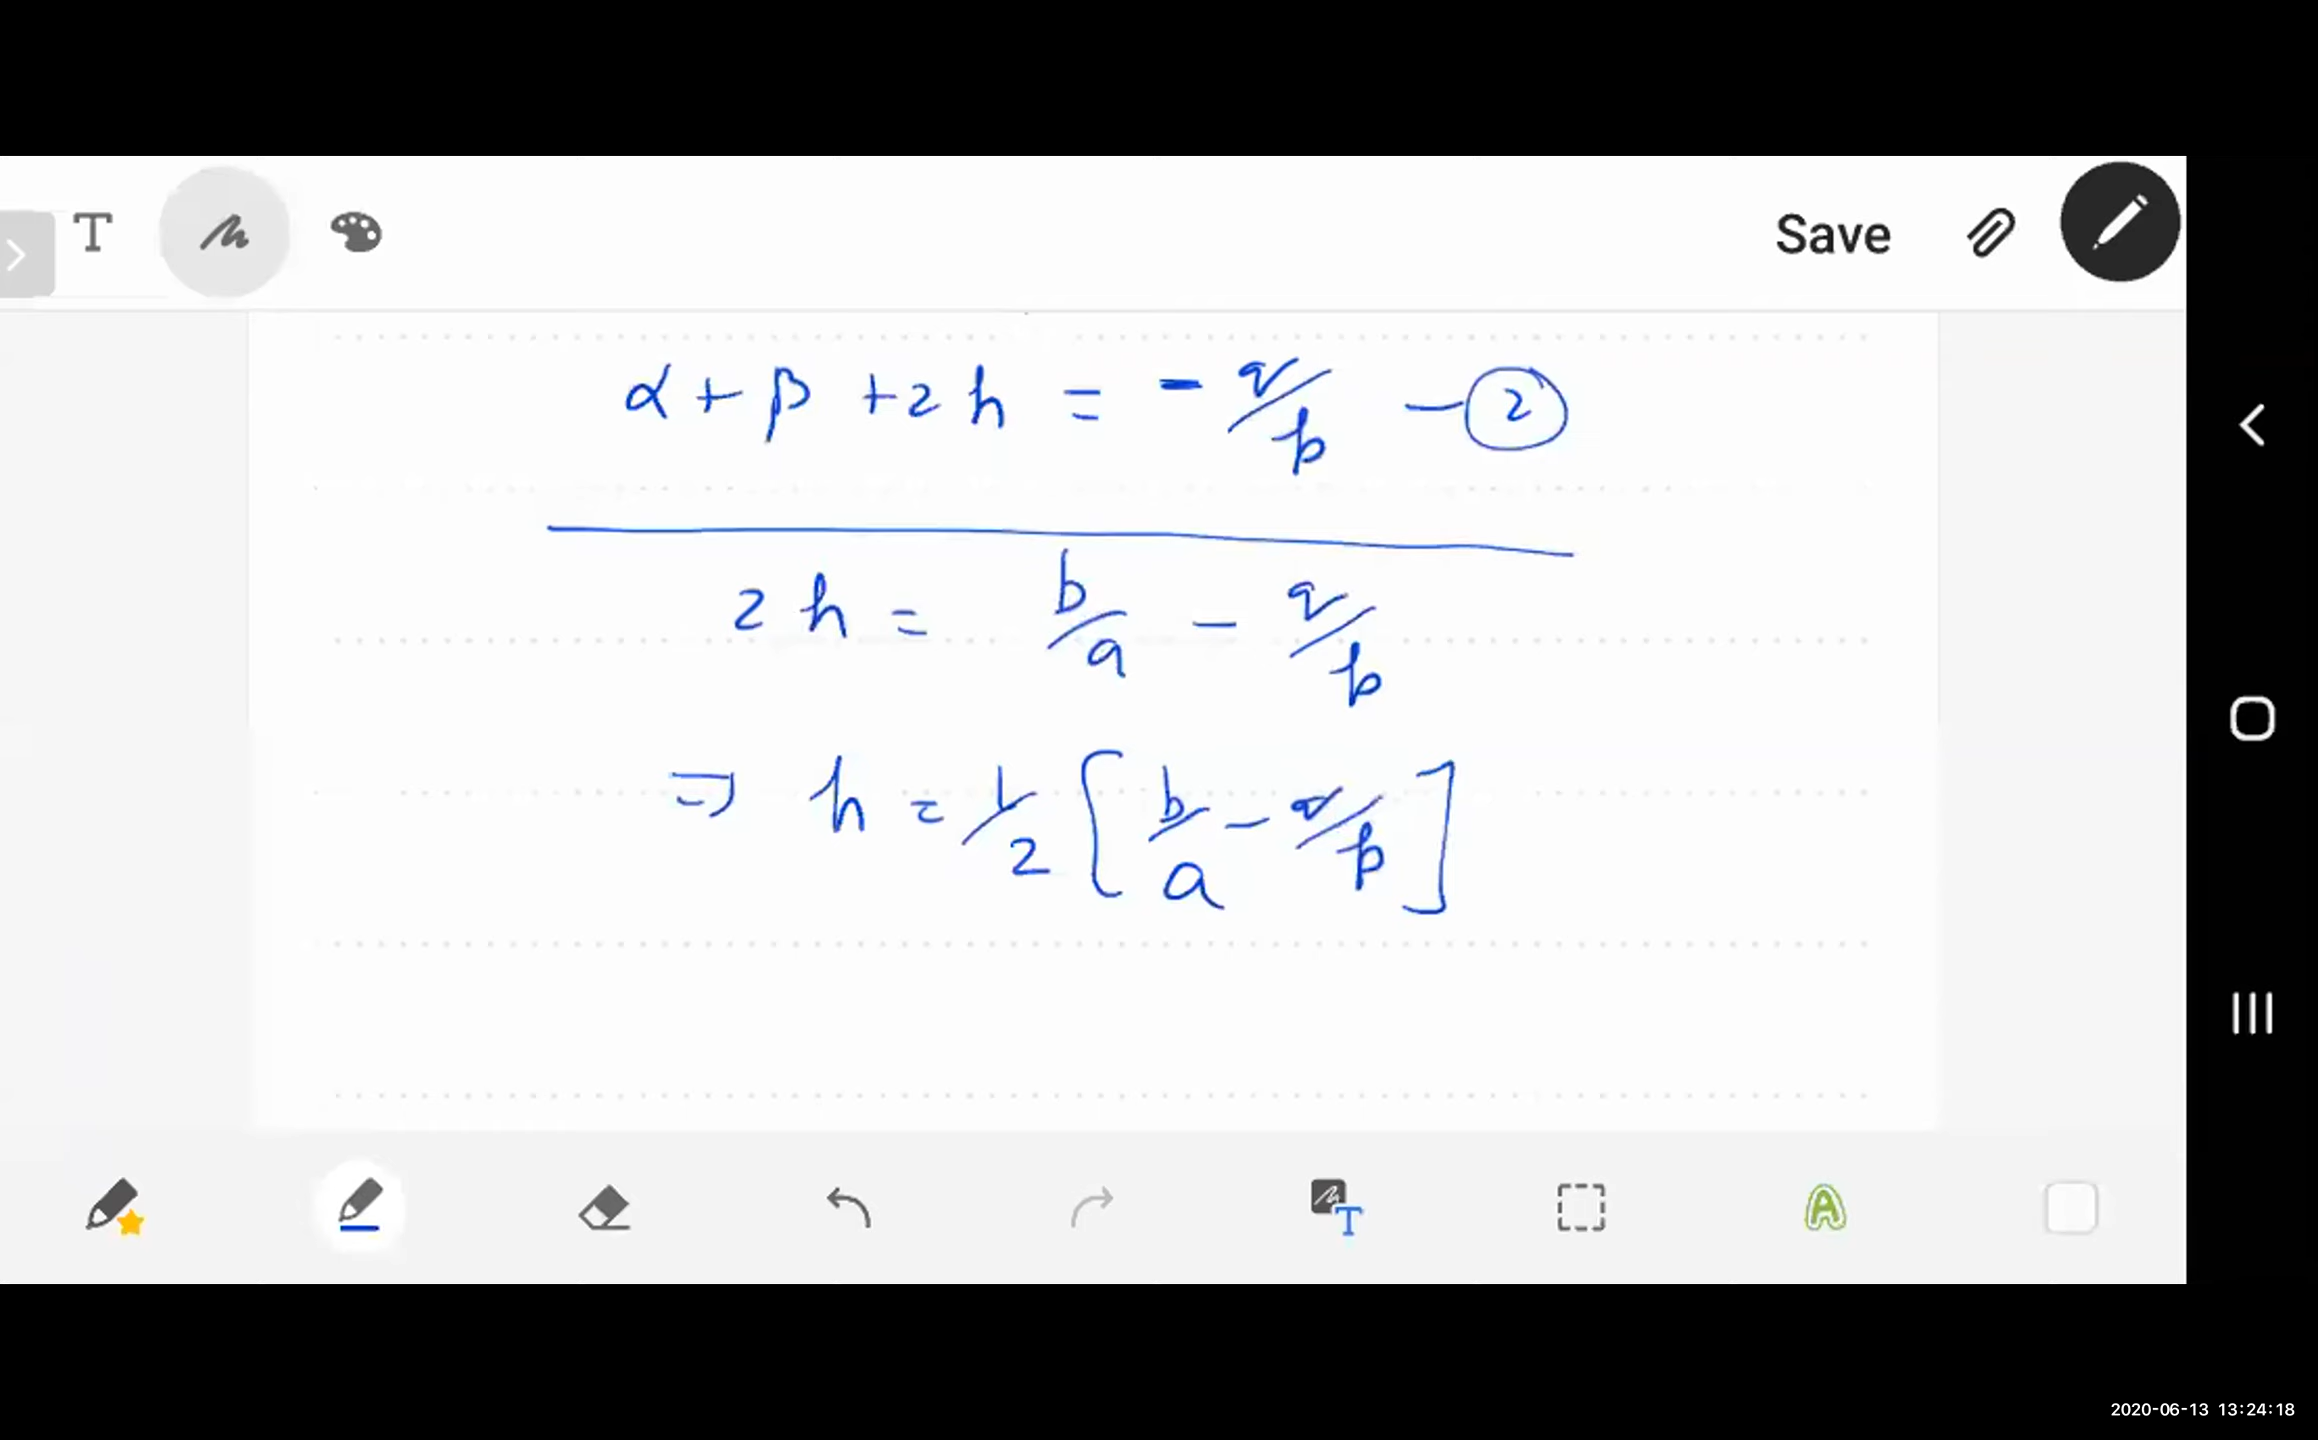 T Save
α + β + 2h = - q/p — ②
2h = b/a - q/p
⇒ h = 1/2 [b/a - q/p]
T A
2020-06-13 13:24:18